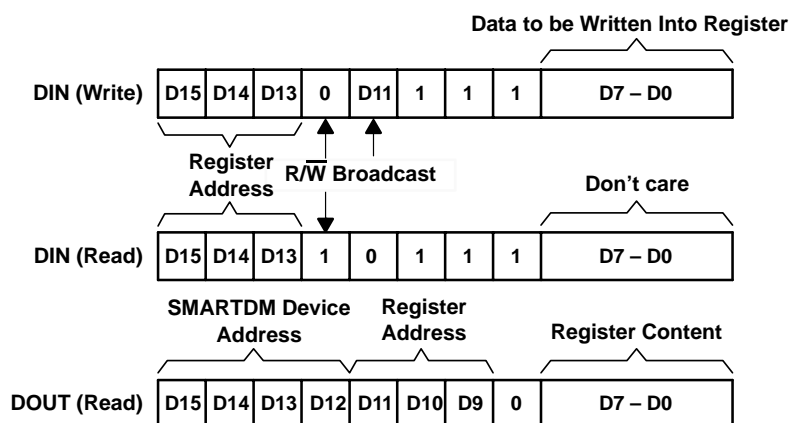 Data to be Written Into Register
DIN (Write) D15 D14 D13 0 D11 1 1 1 D7 – D0
Register
Address
R/W̅ Broadcast
Don't care
DIN (Read) D15 D14 D13 1 0 1 1 1 D7 – D0
SMARTDM Device
Address
Register
Address
Register Content
DOUT (Read) D15 D14 D13 D12 D11 D10 D9 0 D7 – D0